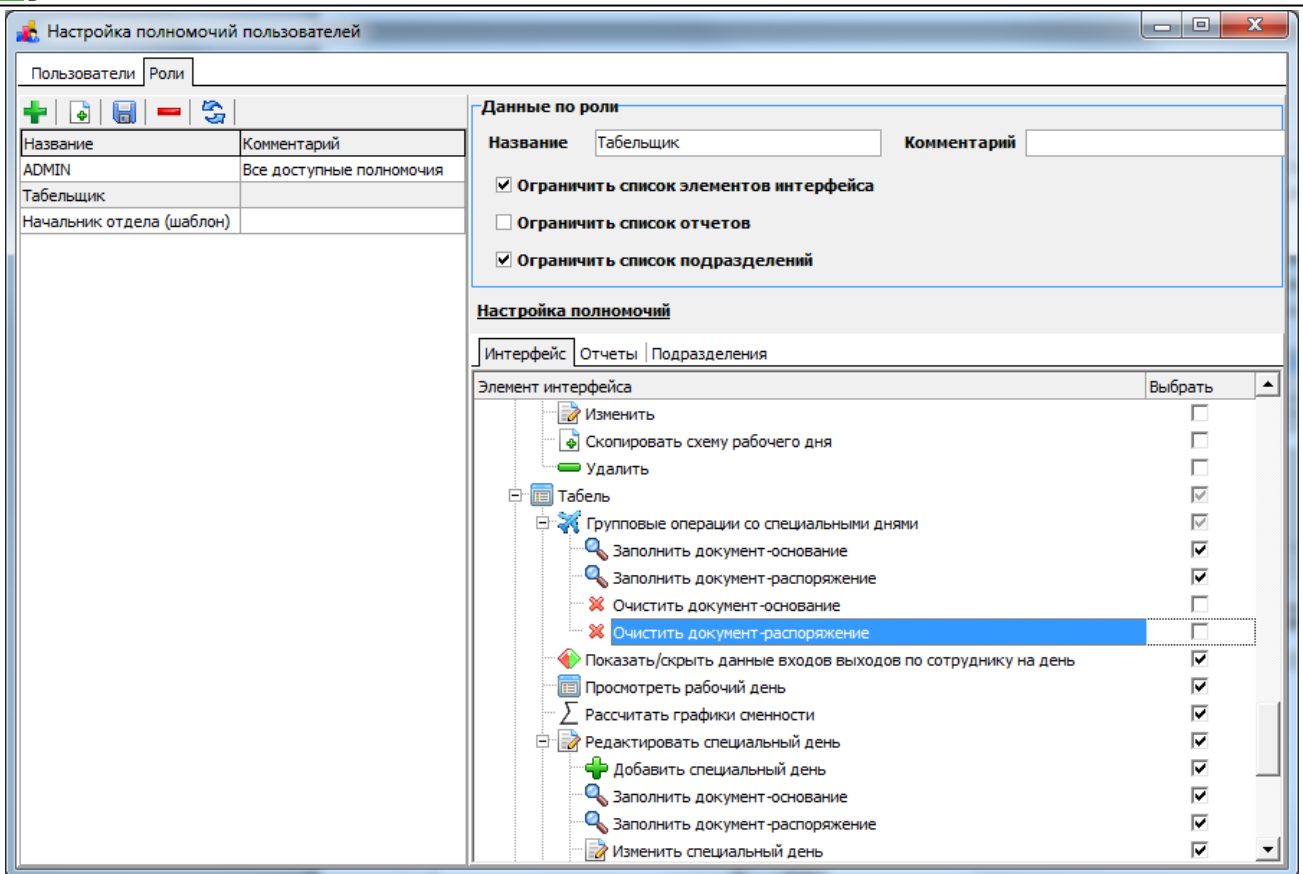 Настройка полномочий пользователей
Пользователи Роли
Название Комментарий
ADMIN Все доступные полномочия
Табельщик
Начальник отдела (шаблон)
Данные по роли
Название Табельщик Комментарий
Ограничить список элементов интерфейса
Ограничить список отчетов
Ограничить список подразделений
Настройка полномочий
Интерфейс Отчеты Подразделения
Элемент интерфейса Выбрать
Изменить
Скопировать схему рабочего дня
Удалить
Табель
Групповые операции со специальными днями
Заполнить документ-основание
Заполнить документ-распоряжение
Очистить документ-основание
Очистить документ-распоряжение
Показать/скрыть данные входов выходов по сотруднику на день
Просмотреть рабочий день
Рассчитать графики сменности
Редактировать специальный день
Добавить специальный день
Заполнить документ-основание
Заполнить документ-распоряжение
Изменить специальный день